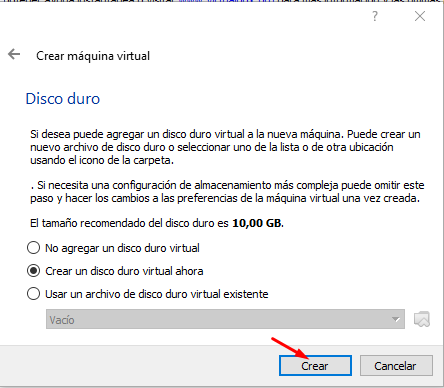 ?
Crear máquina virtual
Disco duro
Si desea puede agregar un disco duro virtual a la nueva máquina. Puede crear un
nuevo archivo de disco duro o seleccionar uno de la lista o de otra ubicación
usando el icono de la carpeta.
. Si necesita una configuración de almacenamiento más compleja puede omitir este
paso y hacer los cambios a las preferencias de la máquina virtual una vez creada.
El tamaño recomendado del disco duro es 10,00 GB.
No agregar un disco duro virtual
Crear un disco duro virtual ahora
Usar un archivo de disco duro virtual existente
Vacío
Crear Cancelar